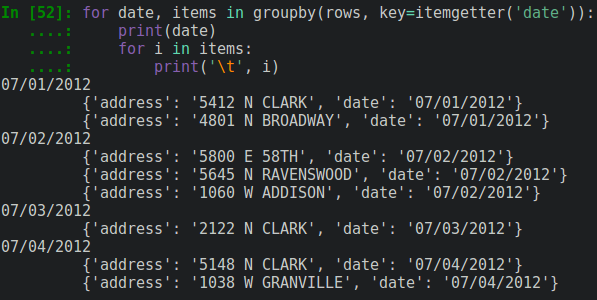 In [52]: for date, items in groupby(rows, key=itemgetter('date')):
   ....:     print(date)
   ....:     for i in items:
   ....:         print('\t', i)
07/01/2012
         {'address': '5412 N CLARK', 'date': '07/01/2012'}
         {'address': '4801 N BROADWAY', 'date': '07/01/2012'}
07/02/2012
         {'address': '5800 E 58TH', 'date': '07/02/2012'}
         {'address': '5645 N RAVENSWOOD', 'date': '07/02/2012'}
         {'address': '1060 W ADDISON', 'date': '07/02/2012'}
07/03/2012
         {'address': '2122 N CLARK', 'date': '07/03/2012'}
07/04/2012
         {'address': '5148 N CLARK', 'date': '07/04/2012'}
         {'address': '1038 W GRANVILLE', 'date': '07/04/2012'}